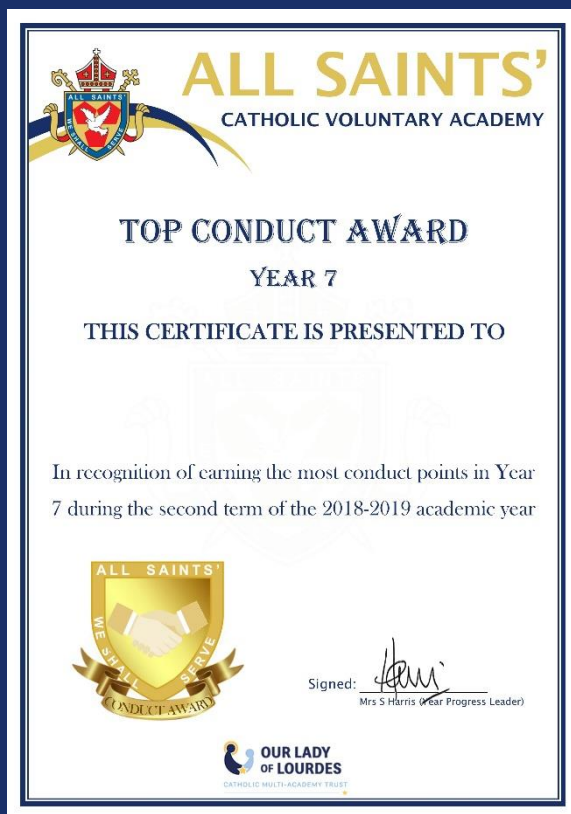 ALL SAINTS'
CATHOLIC VOLUNTARY ACADEMY
ALL SAINTS'
WE SHALL SERVE
TOP CONDUCT AWARD
YEAR 7
THIS CERTIFICATE IS PRESENTED TO
In recognition of earning the most conduct points in Year
7 during the second term of the 2018-2019 academic year
ALL SAINTS'
WE SHALL SERVE
CONDUCT AWARD
Signed:
Mrs S Harris (Year Progress Leader)
OUR LADY
OF LOURDES
CATHOLIC MULTI-ACADEMY TRUST